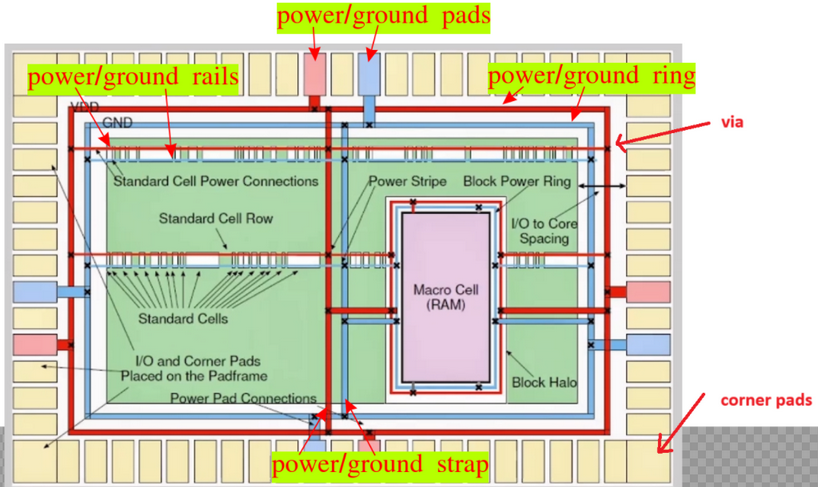 power/ground pads
power/ground rails
power/ground ring
VDD
GND
via
Standard Cell Power Connections
Power Stripe
Block Power Ring
Standard Cell Row
I/O to Core
Spacing
Macro Cell
(RAM)
Standard Cells
I/O and Corner Pads
Placed on the Padframe
Block Halo
Power Pad Connections
corner pads
power/ground strap